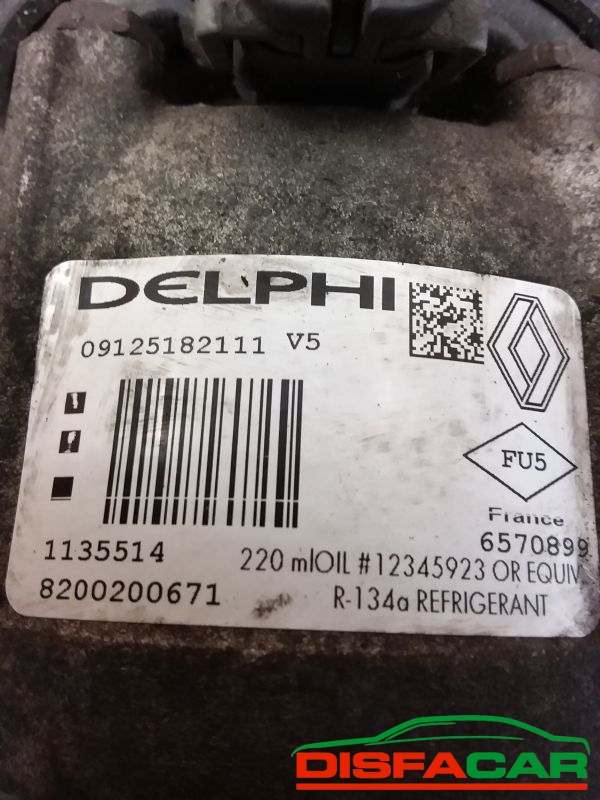 DELPHI
09125182111 V5
FU5
France
6570899
1135514
220 mlOIL #12345923 OR EQUIV
8200200671
R-134a REFRIGERANT
DISFACAR